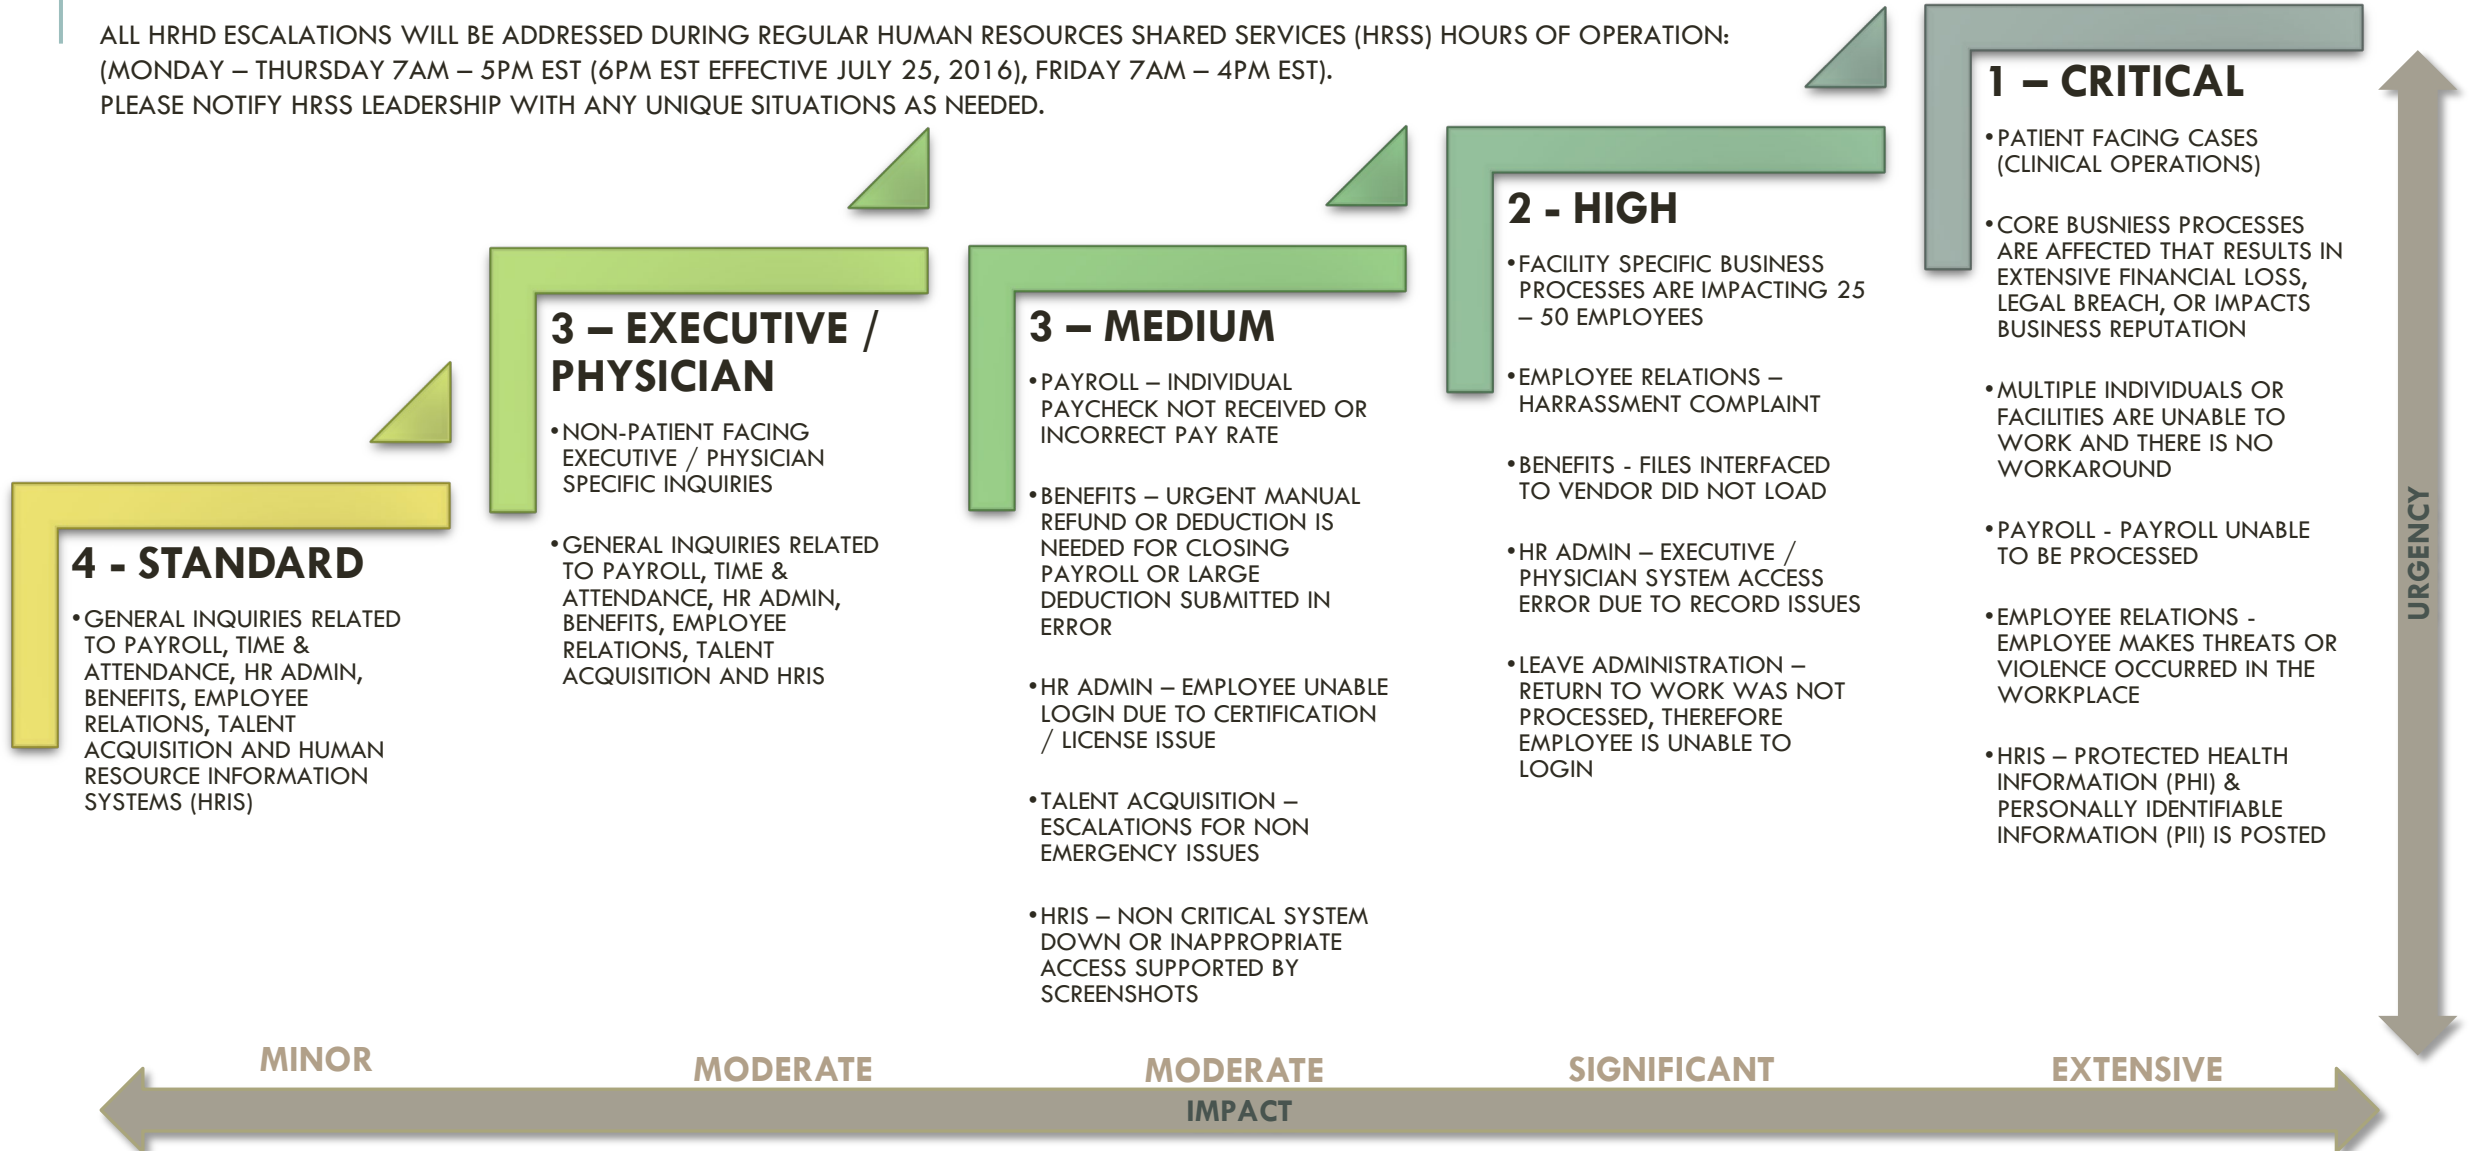 ALL HRHD ESCALATIONS WILL BE ADDRESSED DURING REGULAR HUMAN RESOURCES SHARED SERVICES (HRSS) HOURS OF OPERATION:
(MONDAY – THURSDAY 7AM – 5PM EST (6PM EST EFFECTIVE JULY 25, 2016), FRIDAY 7AM – 4PM EST).
PLEASE NOTIFY HRSS LEADERSHIP WITH ANY UNIQUE SITUATIONS AS NEEDED.
4 - STANDARD
•GENERAL INQUIRIES RELATED
TO PAYROLL, TIME &
ATTENDANCE, HR ADMIN,
BENEFITS, EMPLOYEE
RELATIONS, TALENT
ACQUISITION AND HUMAN
RESOURCE INFORMATION
SYSTEMS (HRIS)
3 – EXECUTIVE /
PHYSICIAN
•NON-PATIENT FACING
EXECUTIVE / PHYSICIAN
SPECIFIC INQUIRIES
•GENERAL INQUIRIES RELATED
TO PAYROLL, TIME &
ATTENDANCE, HR ADMIN,
BENEFITS, EMPLOYEE
RELATIONS, TALENT
ACQUISITION AND HRIS
3 – MEDIUM
•PAYROLL – INDIVIDUAL
PAYCHECK NOT RECEIVED OR
INCORRECT PAY RATE
•BENEFITS – URGENT MANUAL
REFUND OR DEDUCTION IS
NEEDED FOR CLOSING
PAYROLL OR LARGE
DEDUCTION SUBMITTED IN
ERROR
•HR ADMIN – EMPLOYEE UNABLE
LOGIN DUE TO CERTIFICATION
/ LICENSE ISSUE
•TALENT ACQUISITION –
ESCALATIONS FOR NON
EMERGENCY ISSUES
•HRIS – NON CRITICAL SYSTEM
DOWN OR INAPPROPRIATE
ACCESS SUPPORTED BY
SCREENSHOTS
2 - HIGH
•FACILITY SPECIFIC BUSINESS
PROCESSES ARE IMPACTING 25
– 50 EMPLOYEES
•EMPLOYEE RELATIONS –
HARRASSMENT COMPLAINT
•BENEFITS - FILES INTERFACED
TO VENDOR DID NOT LOAD
•HR ADMIN – EXECUTIVE /
PHYSICIAN SYSTEM ACCESS
ERROR DUE TO RECORD ISSUES
•LEAVE ADMINISTRATION –
RETURN TO WORK WAS NOT
PROCESSED, THEREFORE
EMPLOYEE IS UNABLE TO
LOGIN
1 – CRITICAL
•PATIENT FACING CASES
(CLINICAL OPERATIONS)
•CORE BUSNIESS PROCESSES
ARE AFFECTED THAT RESULTS IN
EXTENSIVE FINANCIAL LOSS,
LEGAL BREACH, OR IMPACTS
BUSINESS REPUTATION
•MULTIPLE INDIVIDUALS OR
FACILITIES ARE UNABLE TO
WORK AND THERE IS NO
WORKAROUND
•PAYROLL - PAYROLL UNABLE
TO BE PROCESSED
•EMPLOYEE RELATIONS -
EMPLOYEE MAKES THREATS OR
VIOLENCE OCCURRED IN THE
WORKPLACE
•HRIS – PROTECTED HEALTH
INFORMATION (PHI) &
PERSONALLY IDENTIFIABLE
INFORMATION (PII) IS POSTED
URGENCY
MINOR
MODERATE
MODERATE
SIGNIFICANT
EXTENSIVE
IMPACT